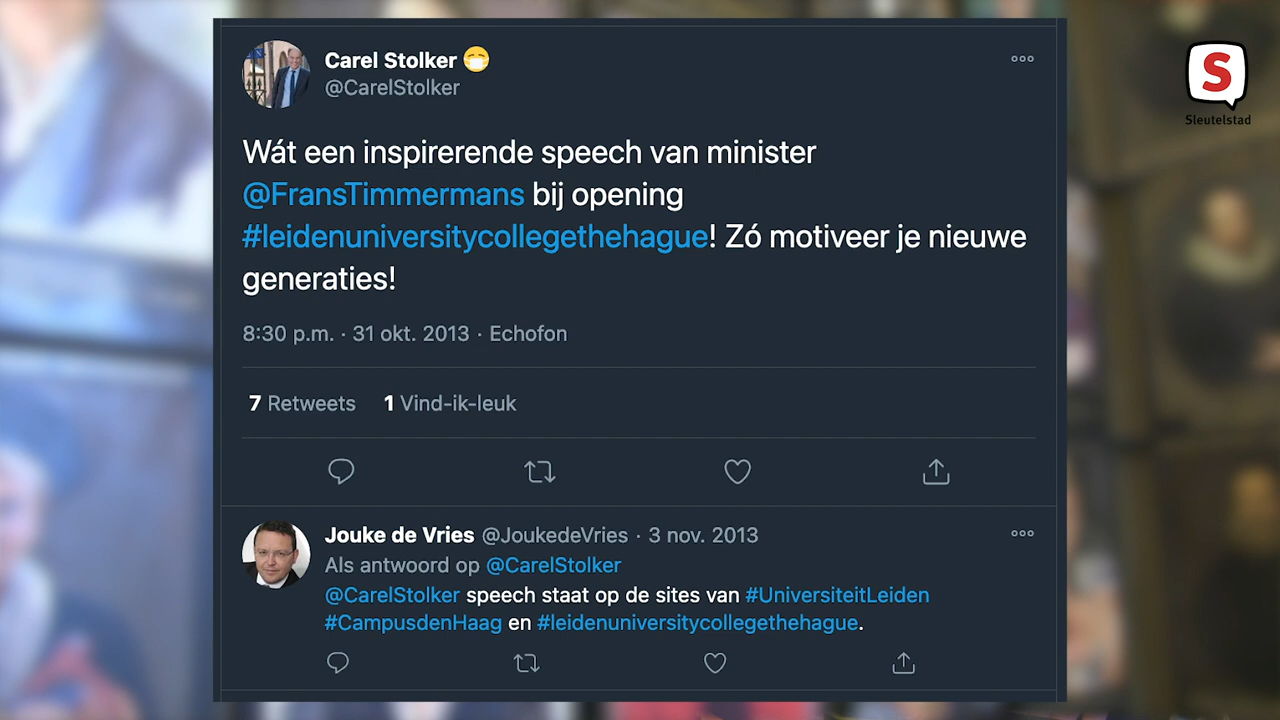 Carel Stolker 😷
@CarelStolker
Wát een inspirerende speech van minister
@FransTimmermans bij opening
#leidenuniversitycollegethehague! Zó motiveer je nieuwe
generaties!
8:30 p.m. · 31 okt. 2013 · Echofon
7 Retweets 1 Vind-ik-leuk
Jouke de Vries @JoukedeVries · 3 nov. 2013
Als antwoord op @CarelStolker
@CarelStolker speech staat op de sites van #UniversiteitLeiden
#CampusdenHaag en #leidenuniversitycollegethehague.
S
Sleutelstad